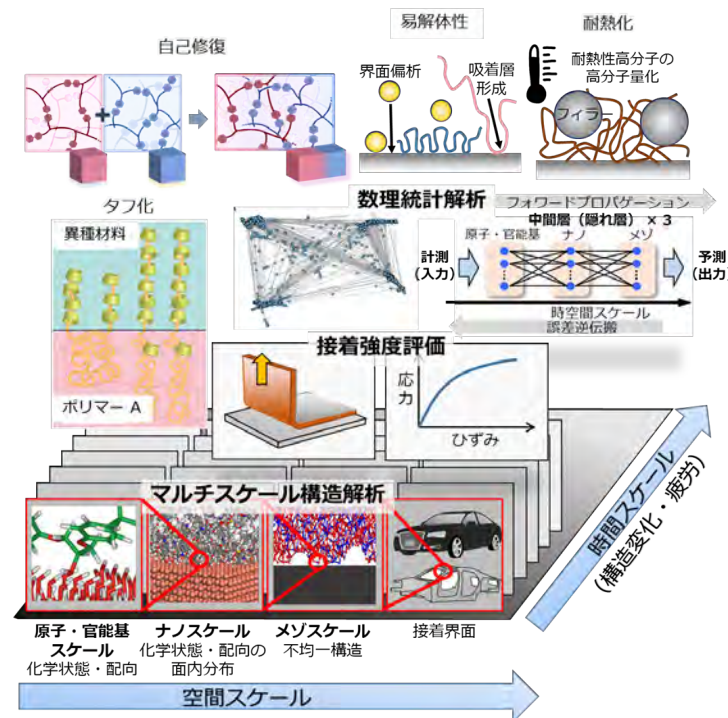 自己修復
易解体性
耐熱化
界面偏析
吸着層
形成
耐熱性高分子の
高分子量化
フィラー
+
タフ化
異種材料
ポリマー A
数理統計解析
フォワードプロパゲーション
中間層（隠れ層）× 3
原子・官能基
ナノ
メゾ
計測
(入力)
予測
(出力)
時空間スケール
誤差逆伝搬
接着強度評価
応力
ひずみ
マルチスケール構造解析
原子・官能基
スケール
化学状態・配向
ナノスケール
化学状態・配向の
面内分布
メゾスケール
不均一構造
接着界面
空間スケール
時間スケール
(構造変化・疲労)